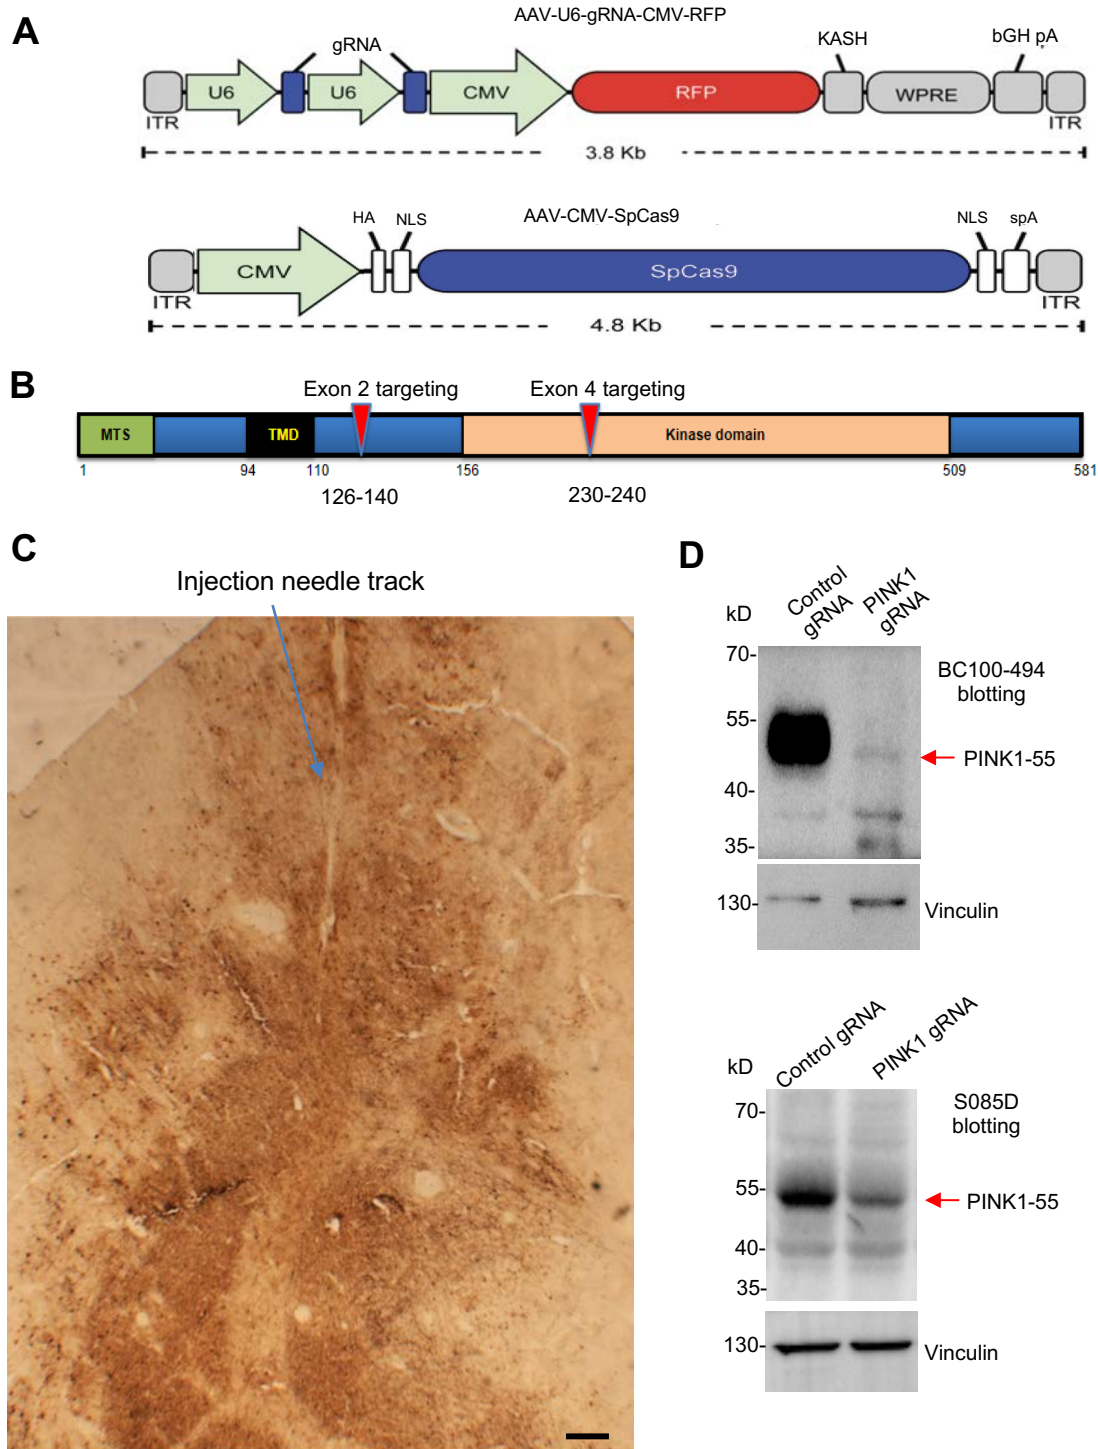 A
AAV-U6-gRNA-CMV-RFP
gRNA
KASH
bGH pA
U6
U6
CMV
RFP
WPRE
ITR
ITR
3.8 Kb
AAV-CMV-SpCas9
HA
NLS
NLS
spA
CMV
SpCas9
ITR
ITR
4.8 Kb
B
Exon 2 targeting
Exon 4 targeting
MTS
TMD
Kinase domain
1
94
110
156
509
581
126-140
230-240
C
Injection needle track
D
kD
Control
gRNA
PINK1
gRNA
70-
55-
40-
35-
BC100-494
blotting
PINK1-55
130-
Vinculin
kD
Control gRNA
PINK1 gRNA
70-
55-
40-
35-
S085D
blotting
PINK1-55
130-
Vinculin